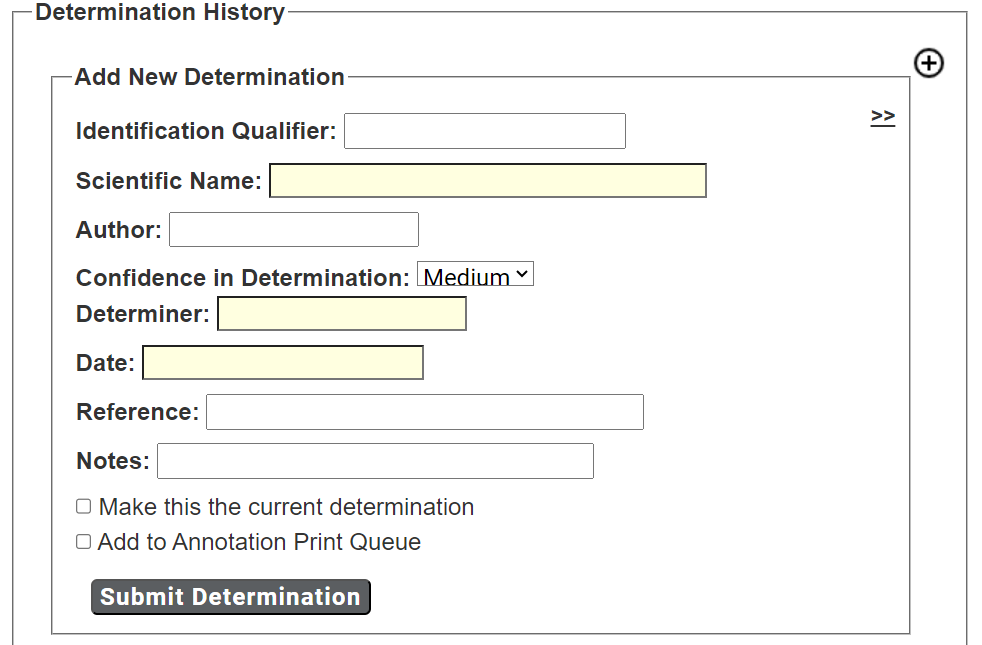 Determination History
Add New Determination
>>
Identification Qualifier:
Scientific Name:
Author:
Confidence in Determination: Medium
Determiner:
Date:
Reference:
Notes:
Make this the current determination
Add to Annotation Print Queue
Submit Determination